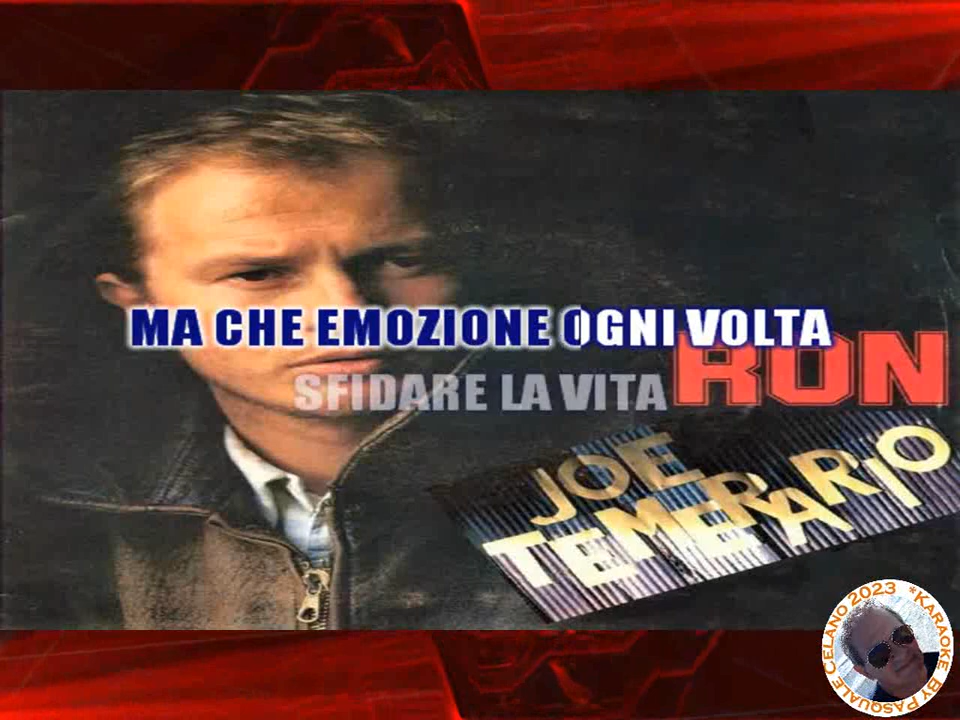 MA CHE EMOZIONE OGNI VOLTA
SFIDARE LA VITA
RON
JOE
TEMERARIO
CELANO 2023 *KARAOKE BY PASQUALE